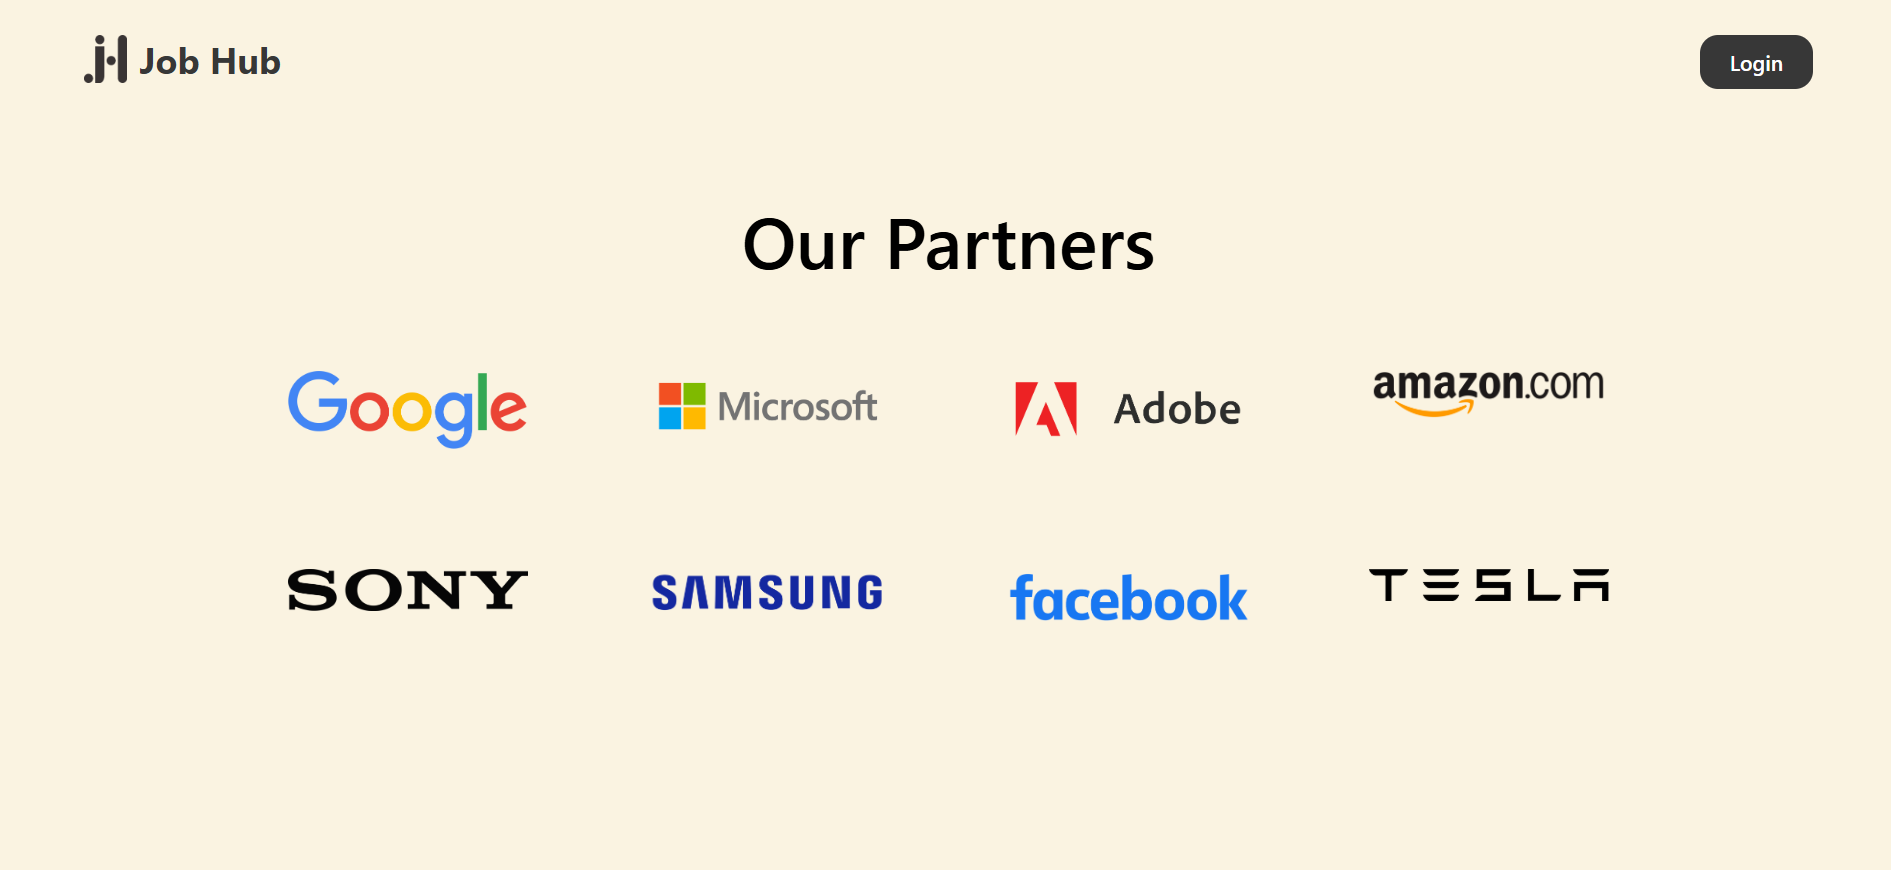 Job Hub
Login
Our Partners
Google
Microsoft
Adobe
amazon.com
SONY
SAMSUNG
facebook
TESLA